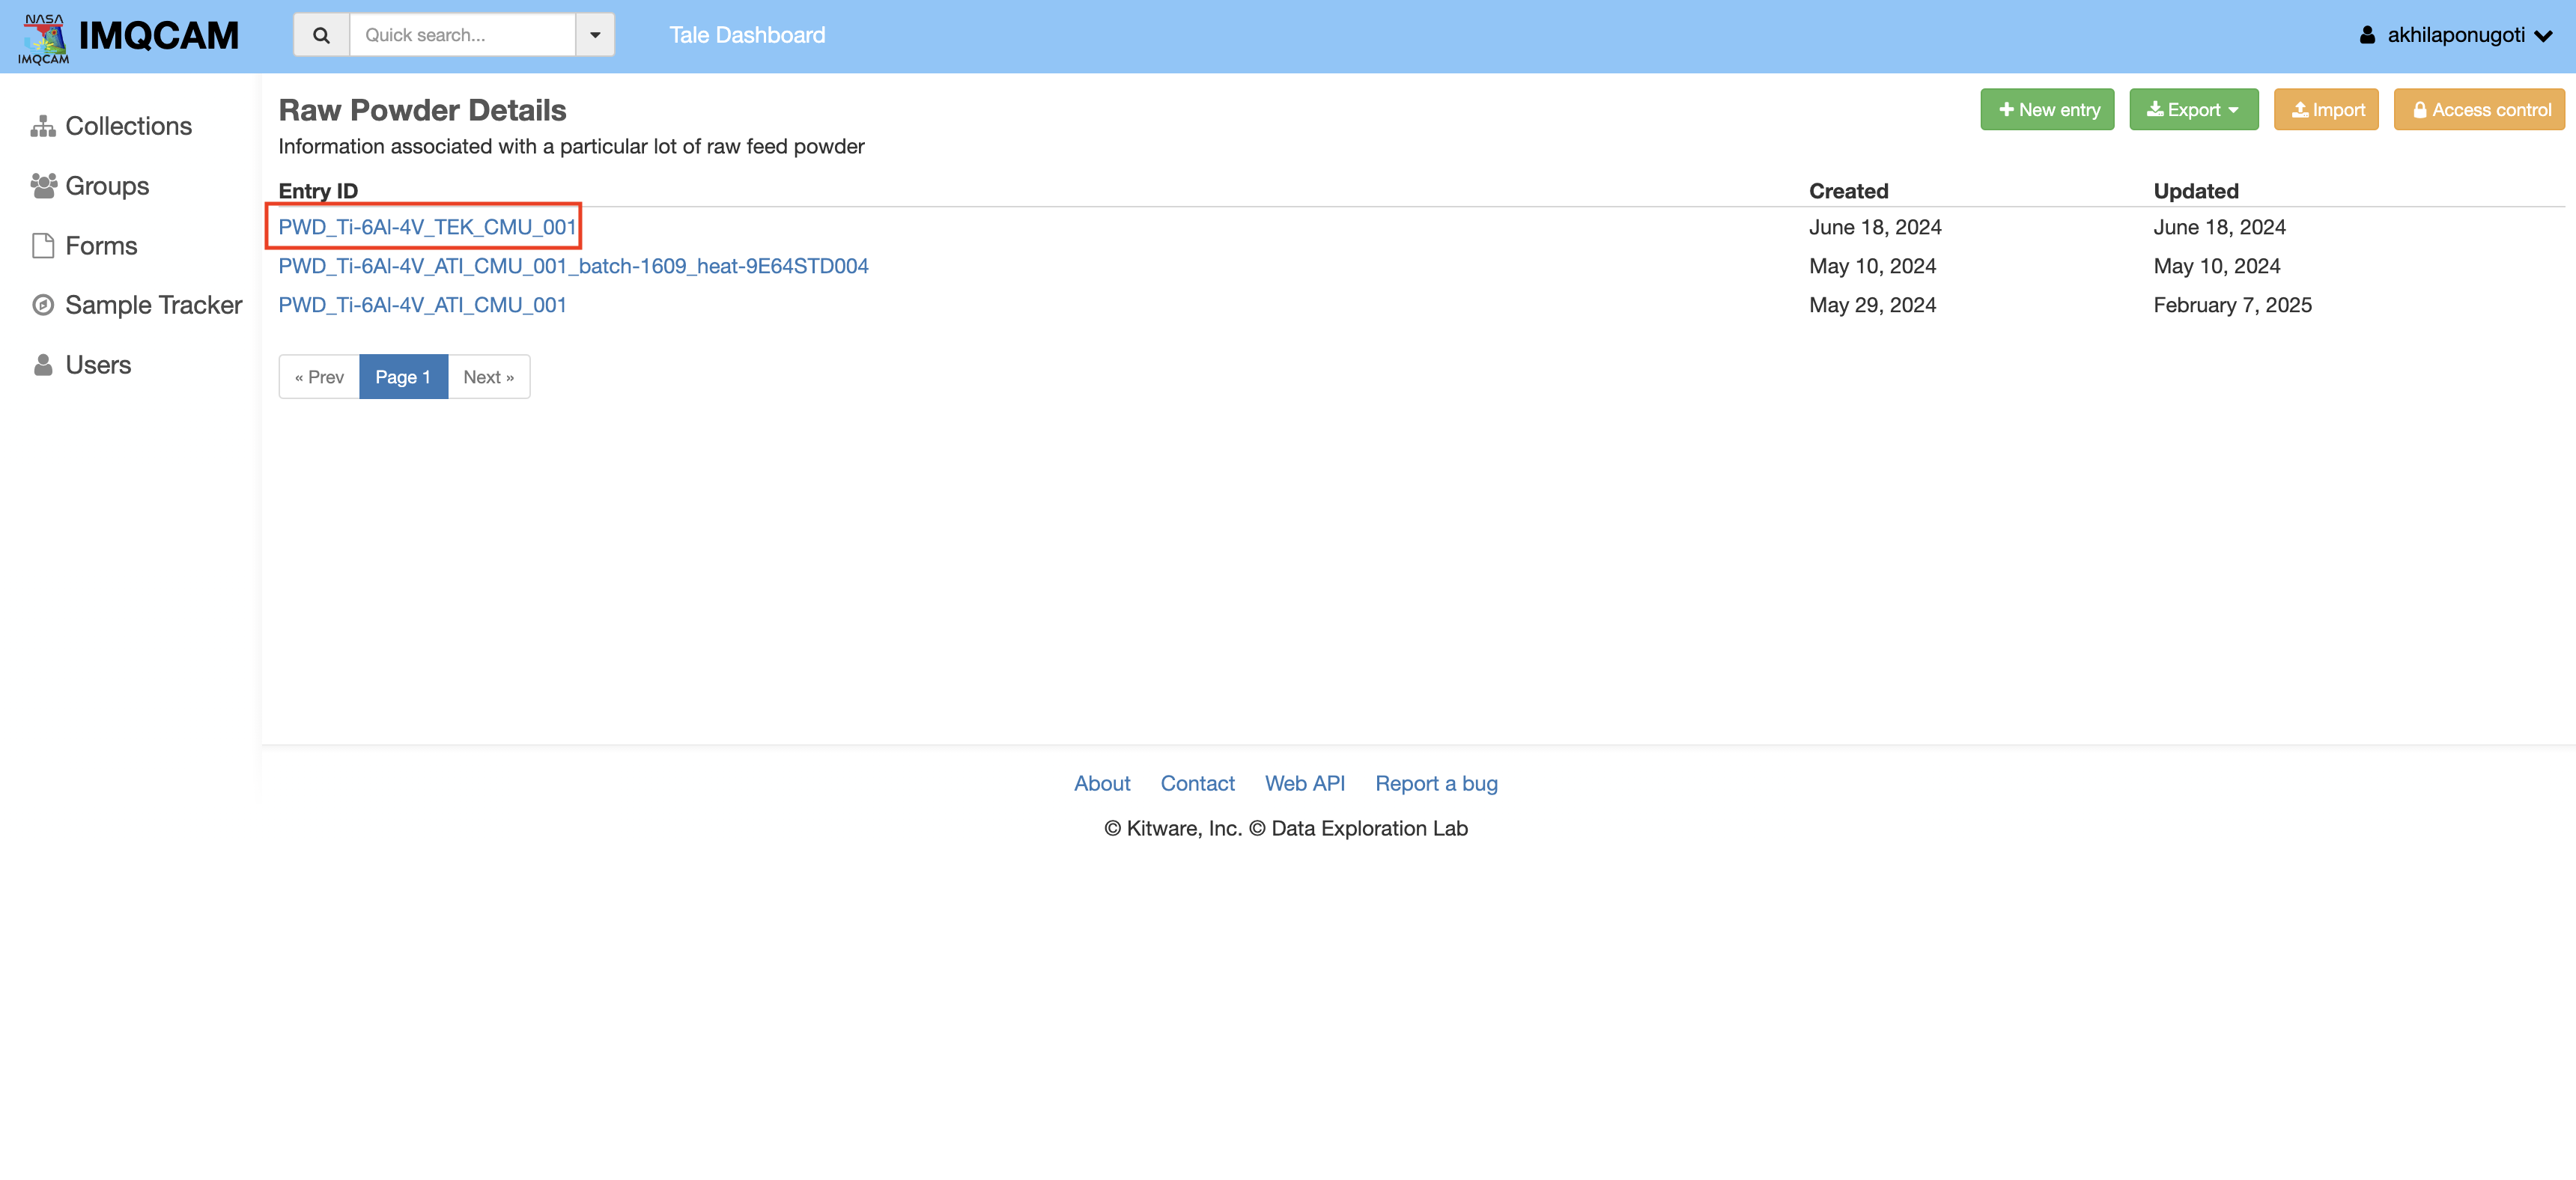 NASA
IMQCAM
IMQCAM
Quick search...
Tale Dashboard
akhilaponugoti
Collections
Groups
Forms
Sample Tracker
Users
Raw Powder Details
New entry
Export
Import
Access control
Information associated with a particular lot of raw feed powder
Entry ID Created Updated
PWD_Ti-6Al-4V_TEK_CMU_001 June 18, 2024 June 18, 2024
PWD_Ti-6Al-4V_ATI_CMU_001_batch-1609_heat-9E64STD004 May 10, 2024 May 10, 2024
PWD_Ti-6Al-4V_ATI_CMU_001 May 29, 2024 February 7, 2025
« Prev Page 1 Next »
About Contact Web API Report a bug
© Kitware, Inc. © Data Exploration Lab